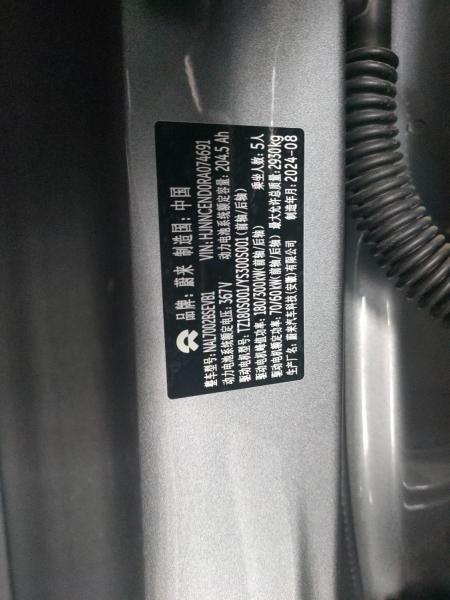 品牌: 蔚来 制造国: 中国
整车型号: NAL7002BSEVB1 VIN: HJNNCEND0RA074691
动力电池系统额定电压: 367V 动力电池系统额定容量: 204.5 Ah
驱动电机型号: TZ180S001/YS300S001(前轴/后轴)
驱动电机峰值功率: 180/300kW(前轴/后轴) 乘坐人数: 5人
驱动电机额定功率: 70/60kW(前轴/后轴) 最大允许总质量: 2930kg
生产厂名: 蔚来汽车科技(安徽)有限公司 制造年月: 2024-08